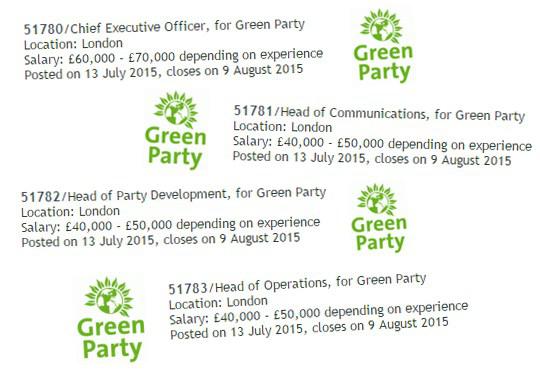 51780/Chief Executive Officer, for Green Party
Location: London
Salary: £60,000 - £70,000 depending on experience
Posted on 13 July 2015, closes on 9 August 2015
Green
Party
Green
Party
51781/Head of Communications, for Green Party
Location: London
Salary: £40,000 - £50,000 depending on experience
Posted on 13 July 2015, closes on 9 August 2015
51782/Head of Party Development, for Green Party
Location: London
Salary: £40,000 - £50,000 depending on experience
Posted on 13 July 2015, closes on 9 August 2015
Green
Party
Green
Party
51783/Head of Operations, for Green Party
Location: London
Salary: £40,000 - £50,000 depending on experience
Posted on 13 July 2015, closes on 9 August 2015